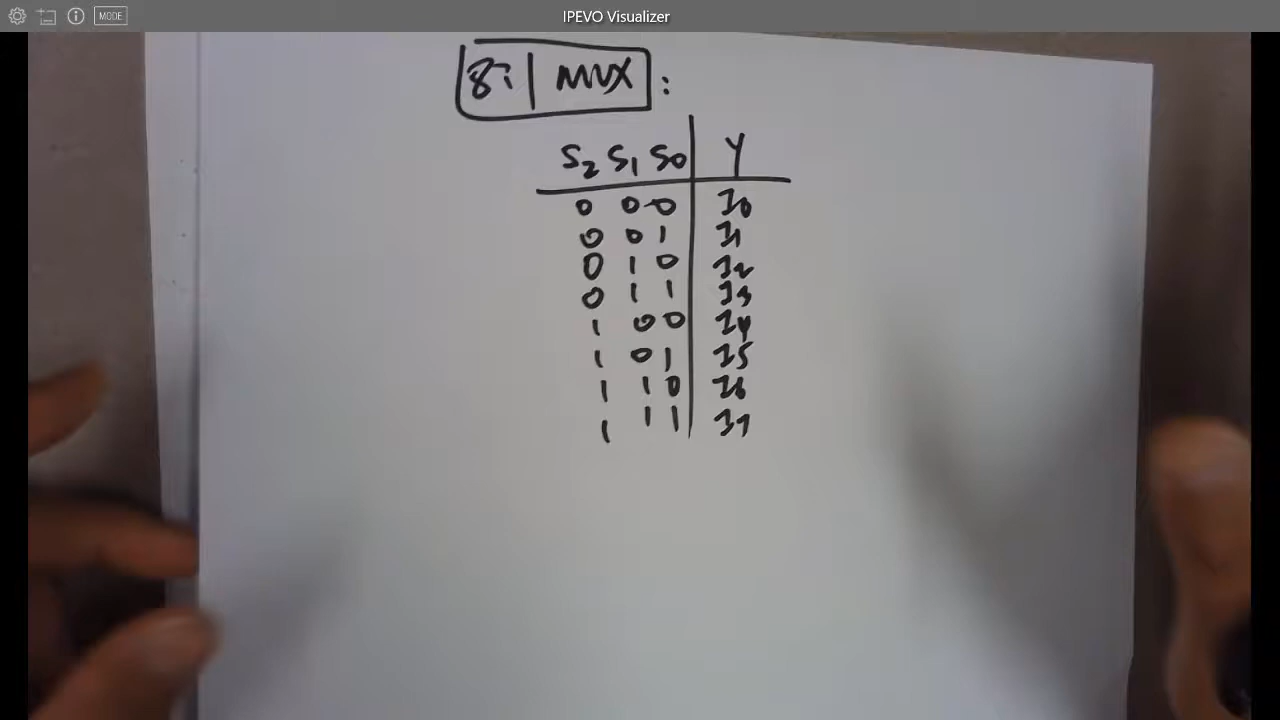 MODE IPEVO Visualizer
8:1 MUX :
S2 S1 S0 Y
0 0 0 I0
0 0 1 I1
0 1 0 I2
0 1 1 I3
1 0 0 I4
1 0 1 I5
1 1 0 I6
1 1 1 I7